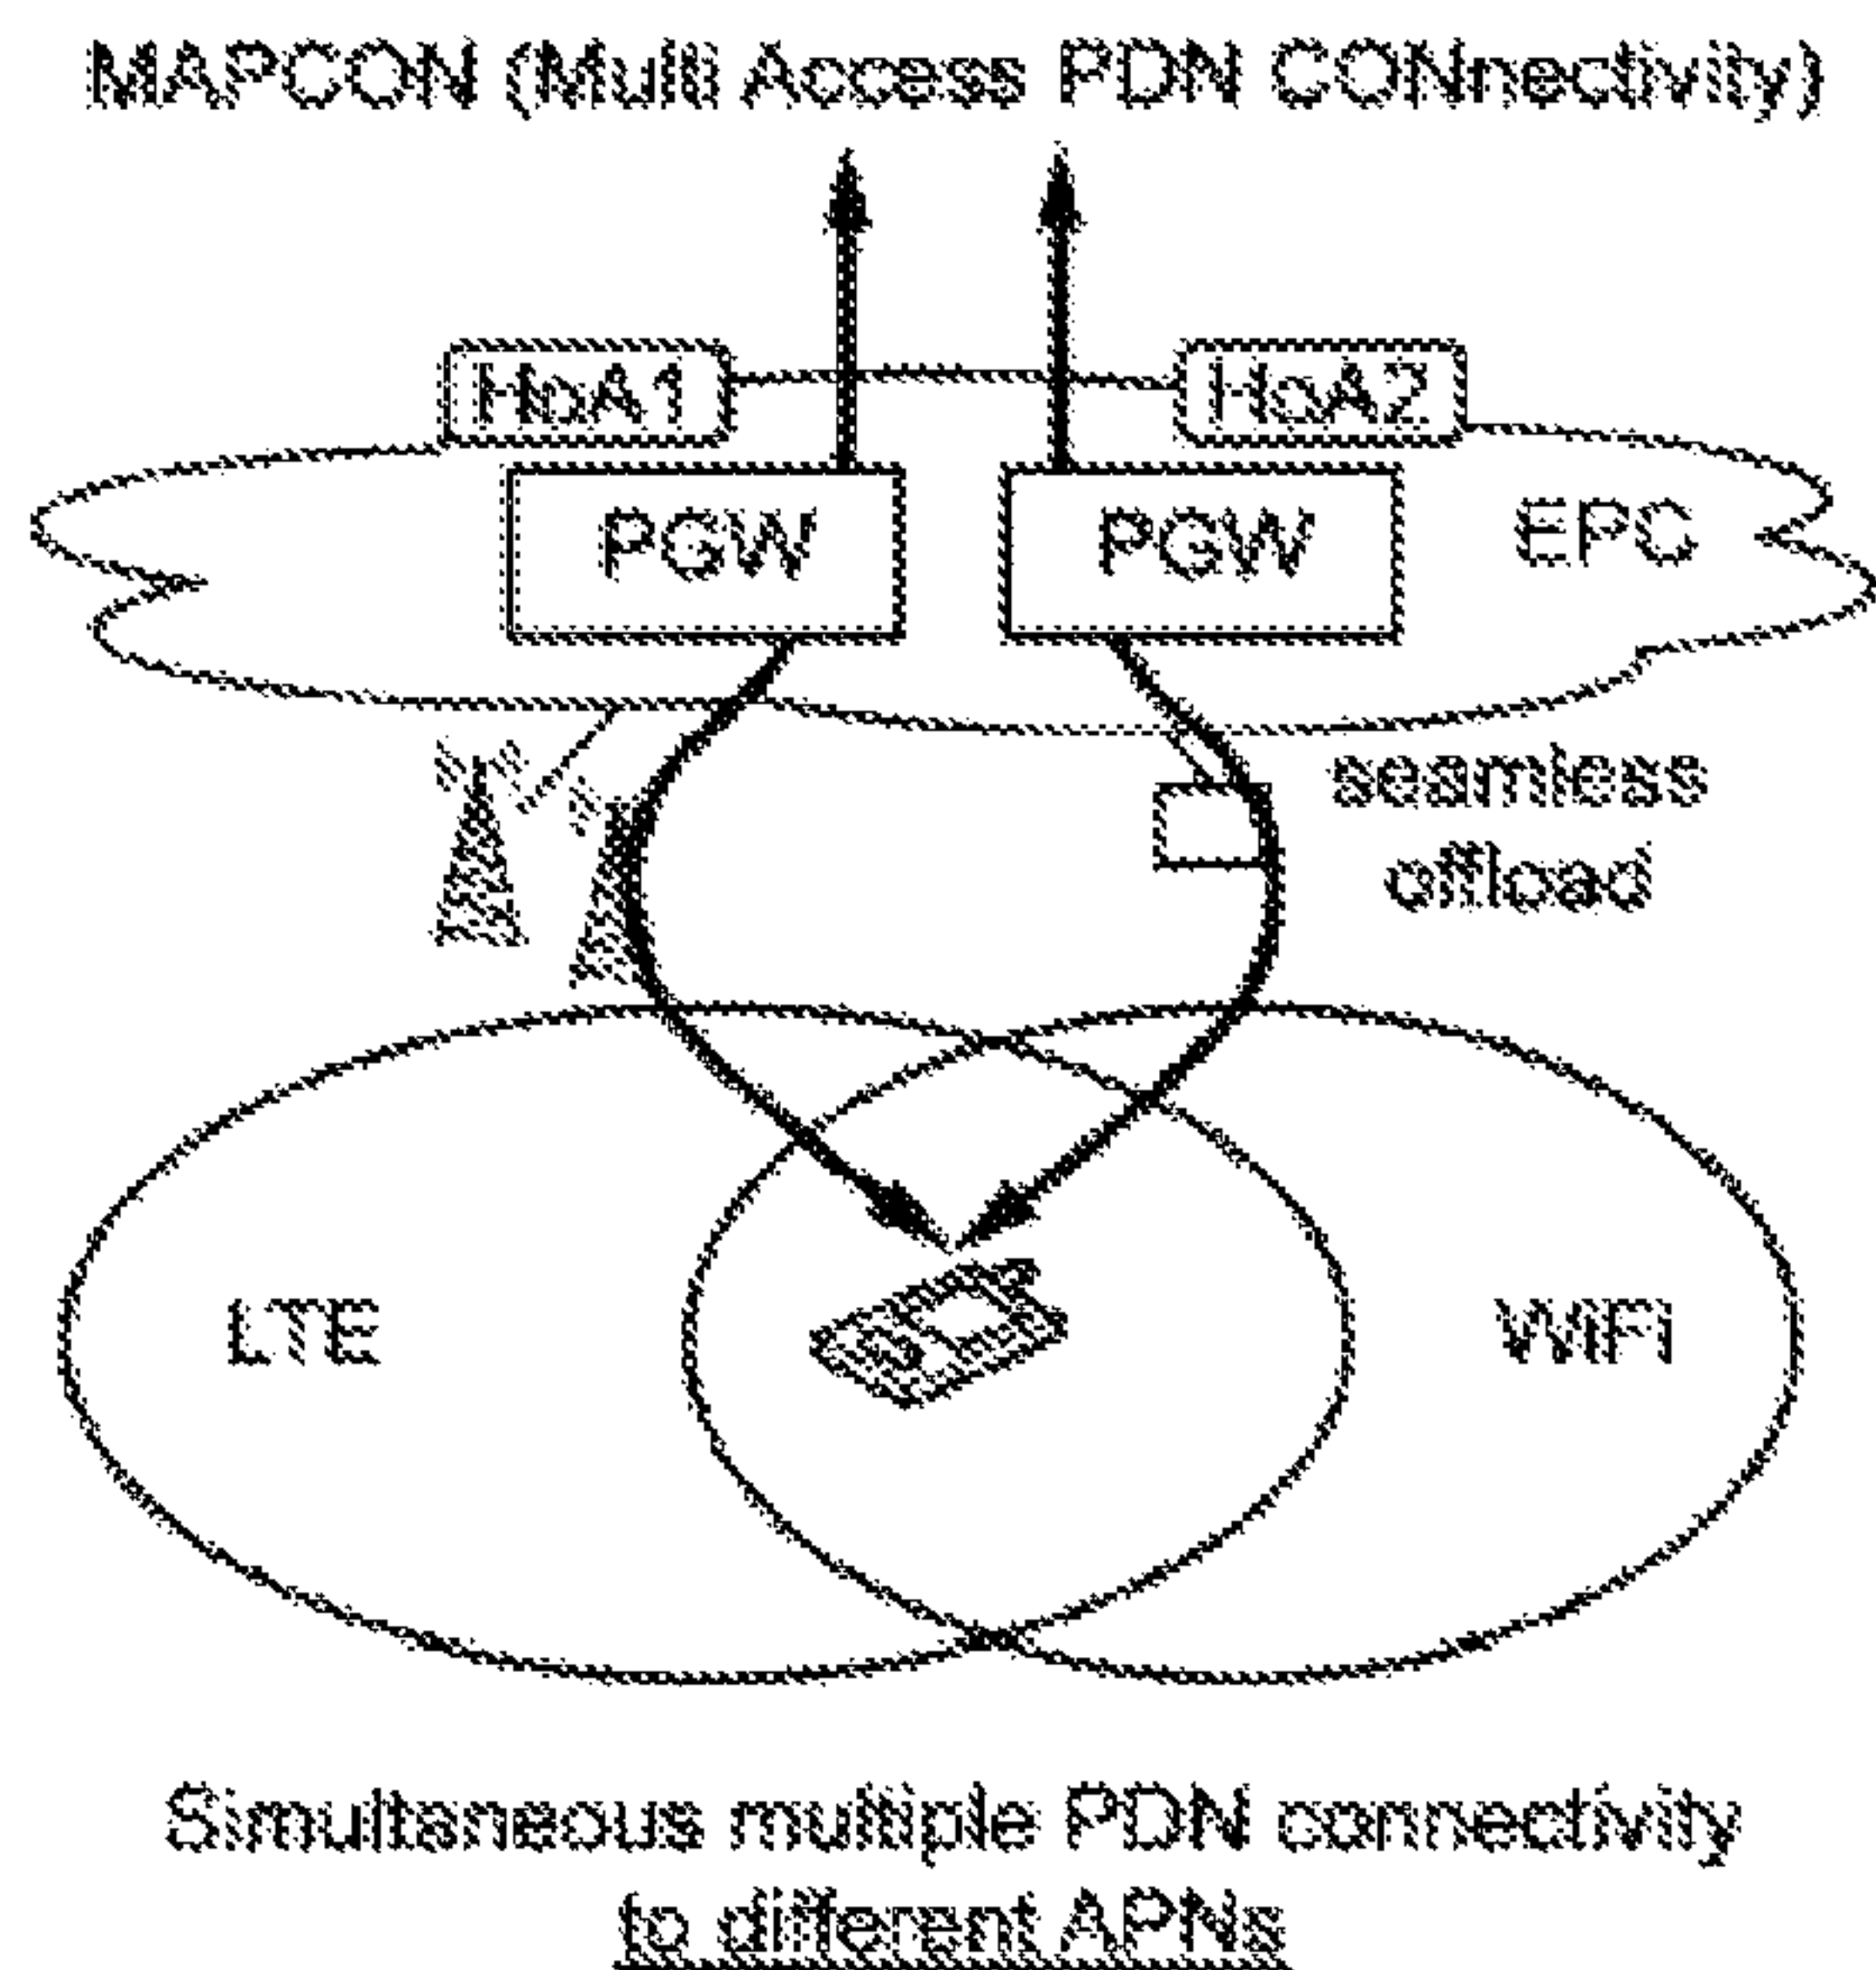 MAPCON (Multi Access PDN CONnectivity)
HoA1
HoA2
PGW
PGW
EPC
seamless
offload
LTE
WiFi
Simultaneous multiple PDN connectivity
to different APNs